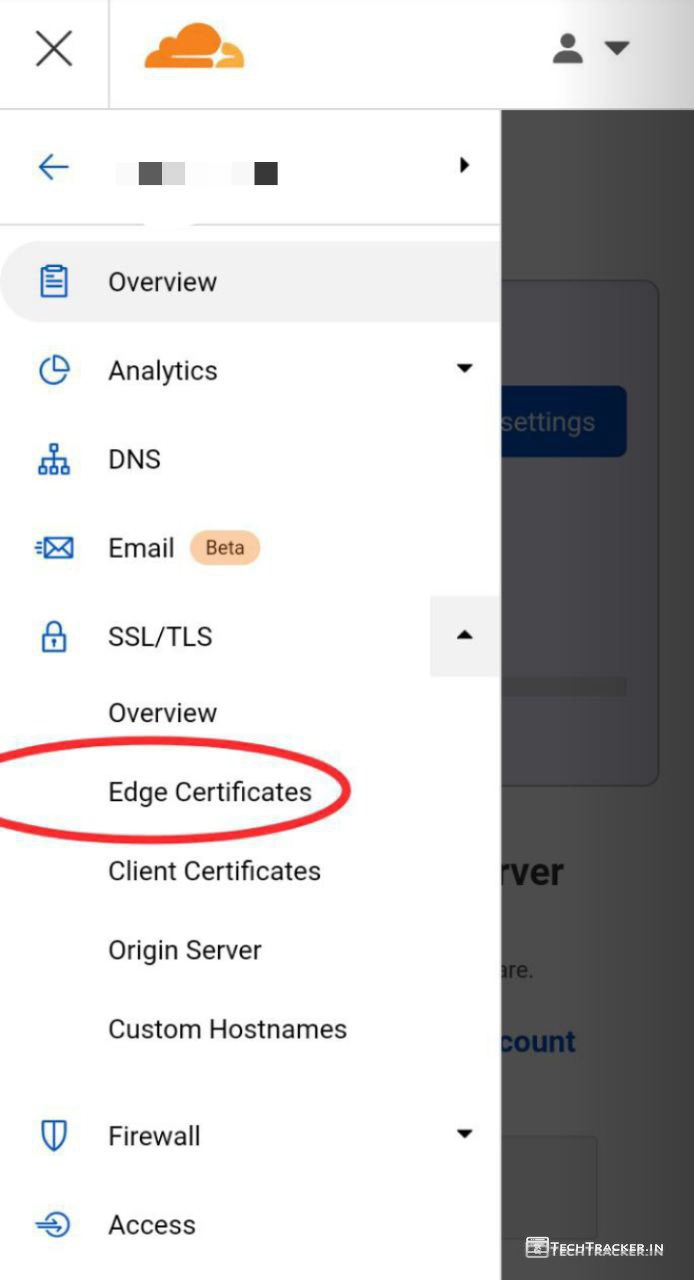 Overview
Analytics
settings
DNS
Email Beta
SSL/TLS
Overview
Edge Certificates
Client Certificates
rver
Origin Server
are.
Custom Hostnames
count
Firewall
Access
TECHTRACKER.IN